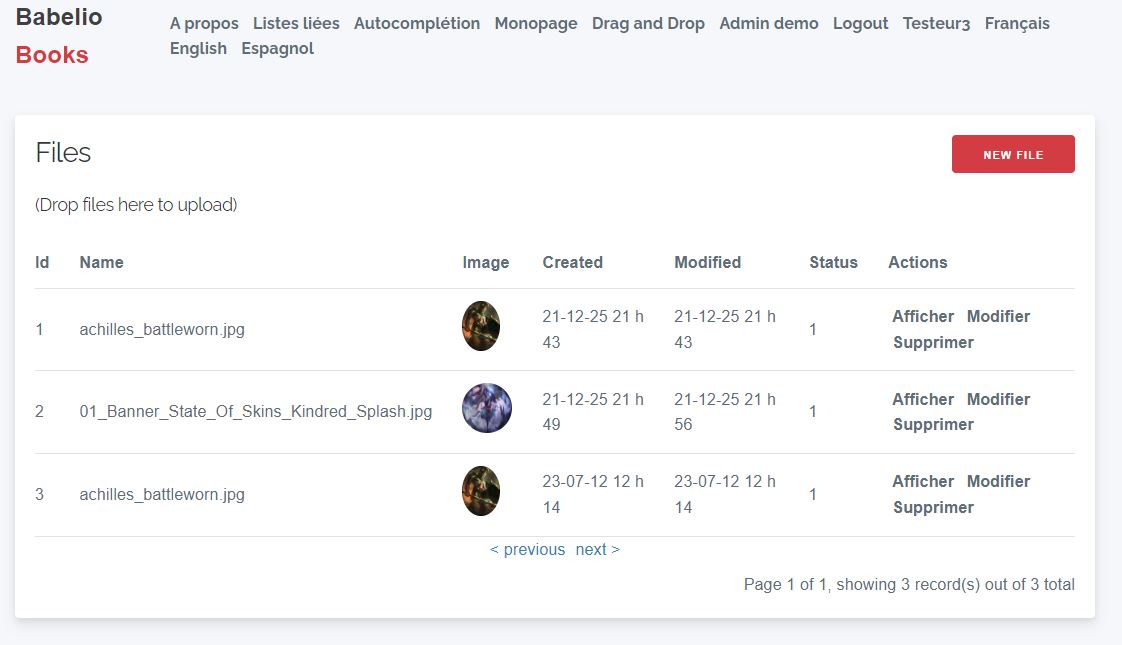 Babelio
Books
A propos Listes liées Autocomplétion Monopage Drag and Drop Admin demo Logout Testeur3 Français
English Espagnol
Files
NEW FILE
(Drop files here to upload)
Id Name Image Created Modified Status Actions
1 achilles_battleworn.jpg 21-12-25 21 h 21-12-25 21 h 1 Afficher Modifier
43 43 Supprimer
2 01_Banner_State_Of_Skins_Kindred_Splash.jpg 21-12-25 21 h 21-12-25 21 h 1 Afficher Modifier
49 56 Supprimer
3 achilles_battleworn.jpg 23-07-12 12 h 23-07-12 12 h 1 Afficher Modifier
14 14 Supprimer
< previous next >
Page 1 of 1, showing 3 record(s) out of 3 total